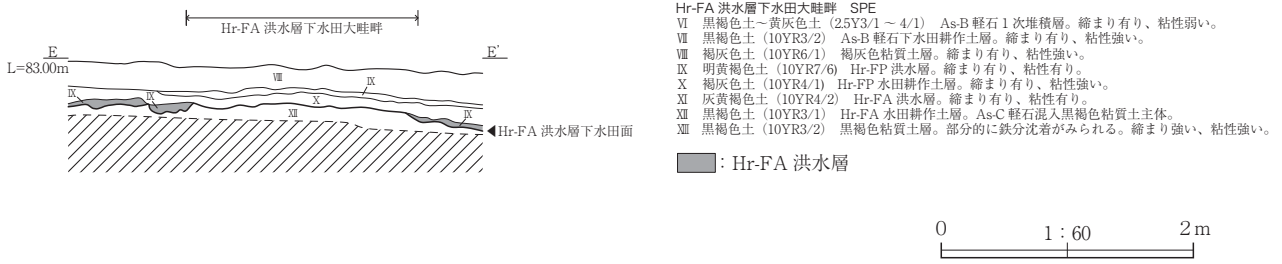 Hr-FA 洪水層下水田大畦畔
E
E'
L=83.00m
Ⅷ
Ⅸ
Ⅸ
Ⅸ
Ⅹ
Ⅸ
Ⅻ
Hr-FA 洪水層下水田面
Hr-FA 洪水層下水田大畦畔 SPE
Ⅵ 黒褐色土～黄灰色土（2.5Y3/1 ～ 4/1） As-B 軽石 1 次堆積層。締まり有り、粘性弱い。
Ⅶ 黒褐色土（10YR3/2） As-B 軽石下水田耕作土層。締まり有り、粘性強い。
Ⅷ 褐灰色土（10YR6/1） 褐灰色粘質土層。締まり有り、粘性強い。
Ⅸ 明黄褐色土（10YR7/6) Hr-FP 洪水層。締まり有り、粘性有り。
Ⅹ 褐灰色土（10YR4/1) Hr-FP 水田耕作土層。締まり有り、粘性強い。
Ⅺ 灰黄褐色土（10YR4/2） Hr-FA 洪水層。締まり有り、粘性有り。
Ⅻ 黒褐色土（10YR3/1） Hr-FA 水田耕作土層。As-C 軽石混入黒褐色粘質土主体。
XⅢ 黒褐色土（10YR3/2） 黒褐色粘質土層。部分的に鉄分沈着がみられる。締まり強い、粘性強い。
：Hr-FA 洪水層
0 1：60 2m